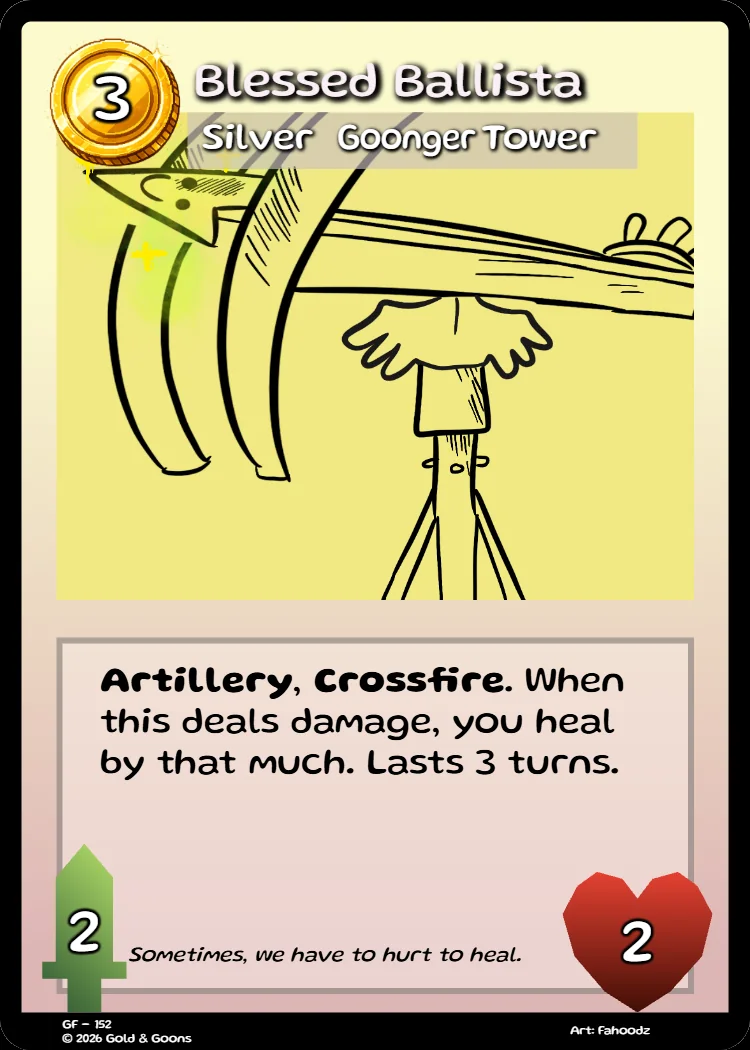 3
Blessed Ballista
Silver Goonger Tower
Artillery, Crossfire. When
this deals damage, you heal
by that much. Lasts 3 turns.
2
Sometimes, we have to hurt to heal.
2
GF - 152
© 2026 Gold & Goons
Art: fahoodz